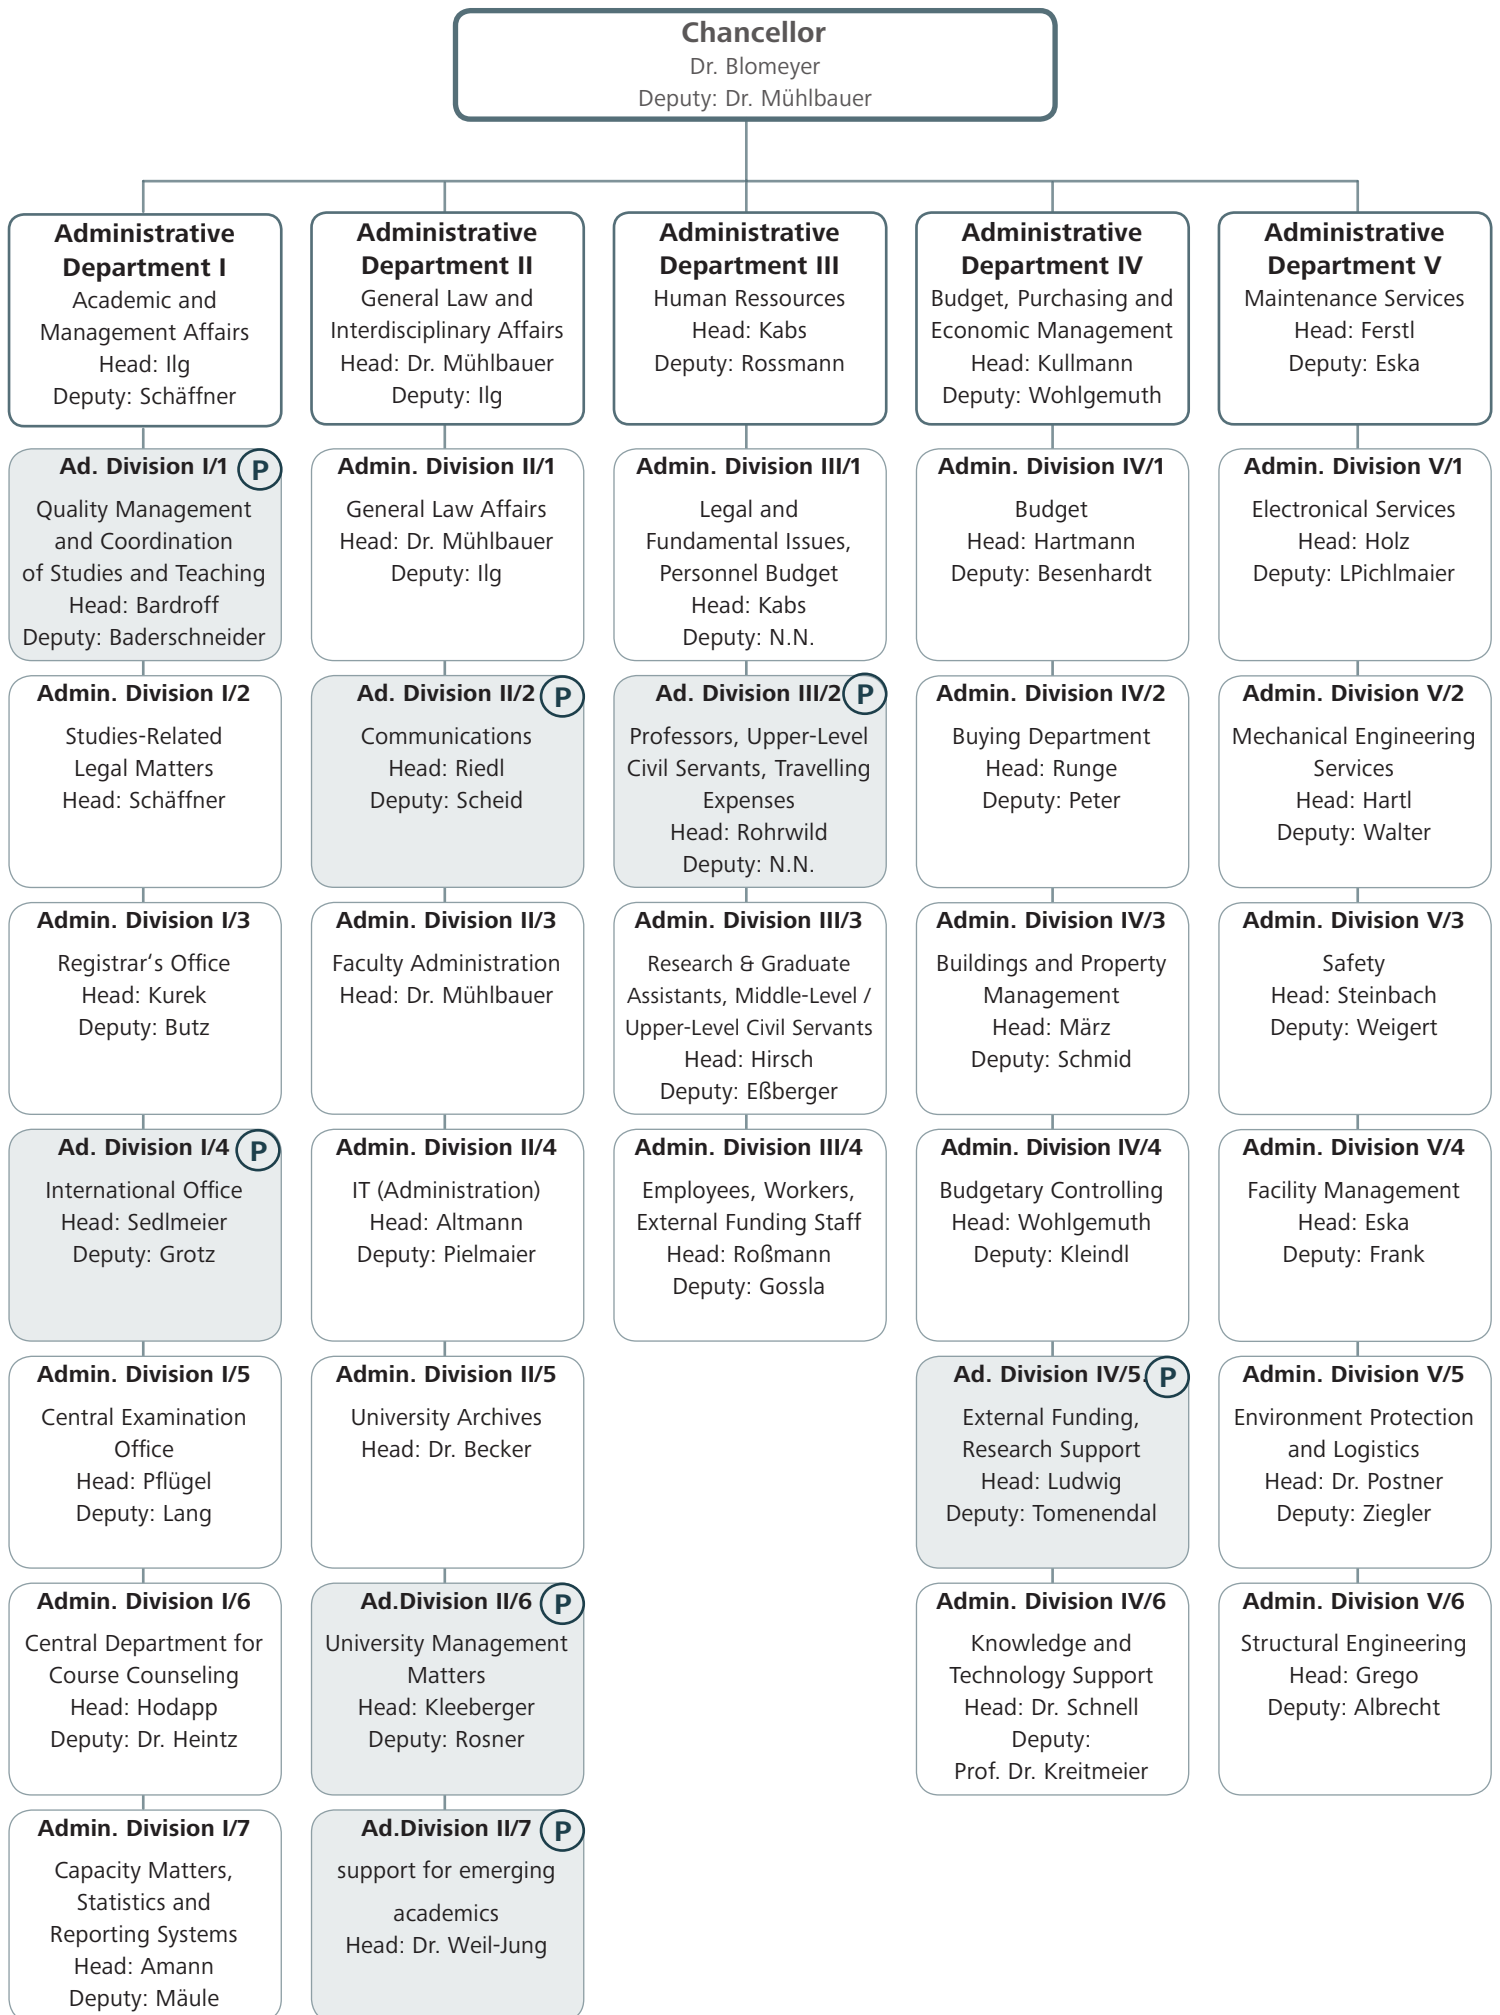 Chancellor
Dr. Blomeyer
Deputy: Dr. Mühlbauer
Administrative
Department I
Academic and
Management Affairs
Head: Ilg
Deputy: Schäffner
Administrative
Department II
General Law and
Interdisciplinary Affairs
Head: Dr. Mühlbauer
Deputy: Ilg
Administrative
Department III
Human Ressources
Head: Kabs
Deputy: Rossmann
Administrative
Department IV
Budget, Purchasing and
Economic Management
Head: Kullmann
Deputy: Wohlgemuth
Administrative
Department V
Maintenance Services
Head: Ferstl
Deputy: Eska
Ad. Division I/1 P
Quality Management
and Coordination
of Studies and Teaching
Head: Bardroff
Deputy: Baderschneider
Admin. Division II/1
General Law Affairs
Head: Dr. Mühlbauer
Deputy: Ilg
Admin. Division III/1
Legal and
Fundamental Issues,
Personnel Budget
Head: Kabs
Deputy: N.N.
Admin. Division IV/1
Budget
Head: Hartmann
Deputy: Besenhardt
Admin. Division V/1
Electronical Services
Head: Holz
Deputy: LPichlmaier
Admin. Division I/2
Studies-Related
Legal Matters
Head: Schäffner
Ad. Division II/2 P
Communications
Head: Riedl
Deputy: Scheid
Ad. Division III/2 P
Professors, Upper-Level
Civil Servants, Travelling
Expenses
Head: Rohrwild
Deputy: N.N.
Admin. Division IV/2
Buying Department
Head: Runge
Deputy: Peter
Admin. Division V/2
Mechanical Engineering
Services
Head: Hartl
Deputy: Walter
Admin. Division I/3
Registrar‘s Office
Head: Kurek
Deputy: Butz
Admin. Division II/3
Faculty Administration
Head: Dr. Mühlbauer
Admin. Division III/3
Research & Graduate
Assistants, Middle-Level /
Upper-Level Civil Servants
Head: Hirsch
Deputy: Eßberger
Admin. Division IV/3
Buildings and Property
Management
Head: März
Deputy: Schmid
Admin. Division V/3
Safety
Head: Steinbach
Deputy: Weigert
Ad. Division I/4 P
International Office
Head: Sedlmeier
Deputy: Grotz
Admin. Division II/4
IT (Administration)
Head: Altmann
Deputy: Pielmaier
Admin. Division III/4
Employees, Workers,
External Funding Staff
Head: Roßmann
Deputy: Gossla
Admin. Division IV/4
Budgetary Controlling
Head: Wohlgemuth
Deputy: Kleindl
Admin. Division V/4
Facility Management
Head: Eska
Deputy: Frank
Admin. Division I/5
Central Examination
Office
Head: Pflügel
Deputy: Lang
Admin. Division II/5
University Archives
Head: Dr. Becker
Ad. Division IV/5. P
External Funding,
Research Support
Head: Ludwig
Deputy: Tomenendal
Admin. Division V/5
Environment Protection
and Logistics
Head: Dr. Postner
Deputy: Ziegler
Admin. Division I/6
Central Department for
Course Counseling
Head: Hodapp
Deputy: Dr. Heintz
Ad.Division II/6 P
University Management
Matters
Head: Kleeberger
Deputy: Rosner
Admin. Division IV/6
Knowledge and
Technology Support
Head: Dr. Schnell
Deputy:
Prof. Dr. Kreitmeier
Admin. Division V/6
Structural Engineering
Head: Grego
Deputy: Albrecht
Admin. Division I/7
Capacity Matters,
Statistics and
Reporting Systems
Head: Amann
Deputy: Mäule
Ad.Division II/7 P
support for emerging
academics
Head: Dr. Weil-Jung